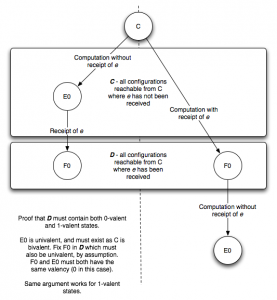 C
Computation without
receipt of e
C - all configurations
reachable from C
where e has not been
received
E0
Computation with
receipt of e
Receipt of e
D - all configurations
reachable from C
where e has been
received
F0
F0
Computation without
receipt of e
Proof that D must contain both 0-valent
and 1-valent states.
E0 is univalent, and must exist as C is
bivalent. Fix F0 in D which must
also be univalent, by assumption.
F0 and E0 must both have the
same valency (0 in this case).
Same argument works for 1-valent
states.
E0